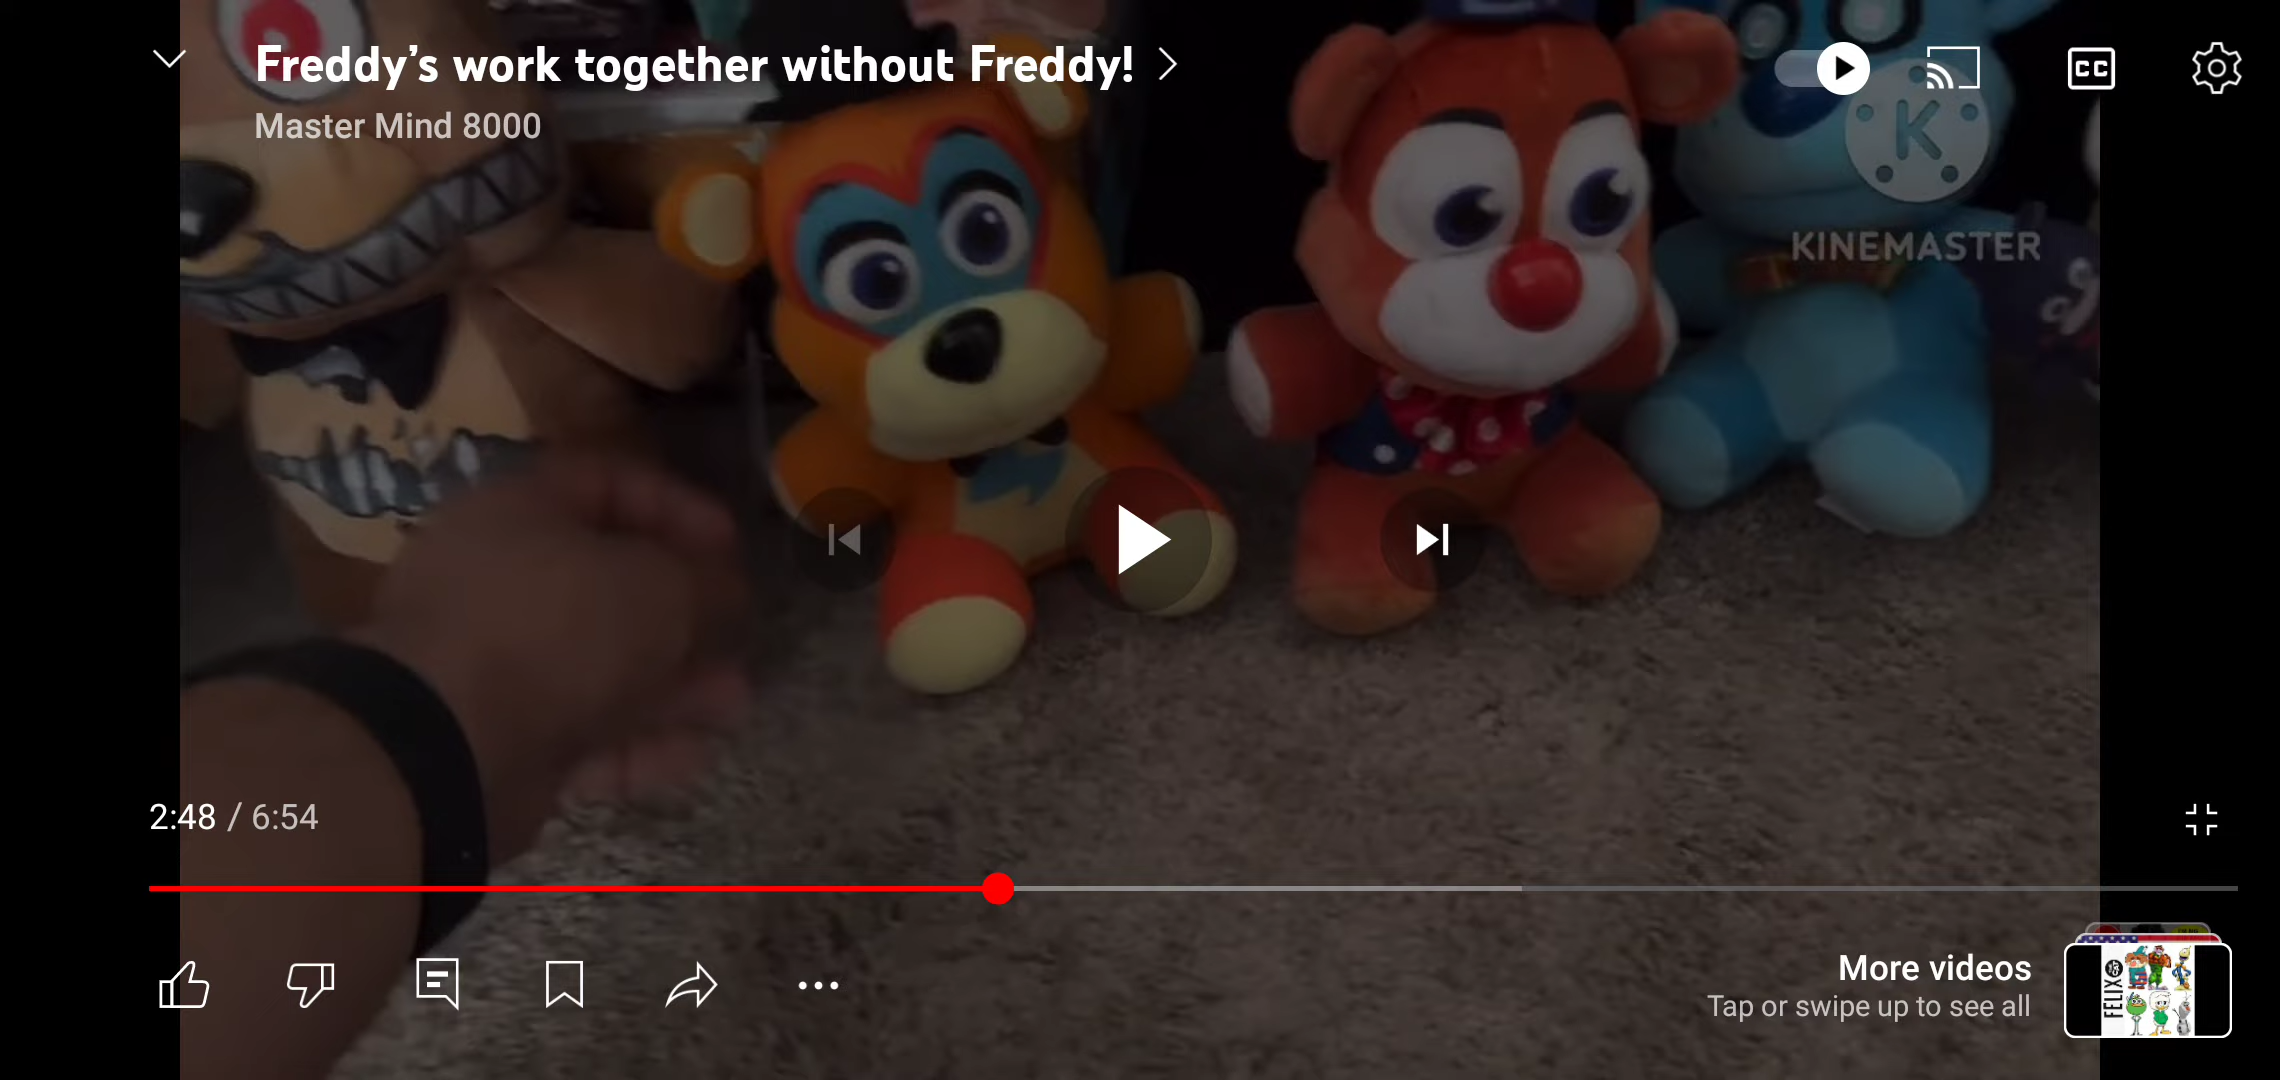 Freddy's work together without Freddy!
Master Mind 8000
CC
K
KINEMASTER
2:48 / 6:54
More videos
Tap or swipe up to see all
FELIX